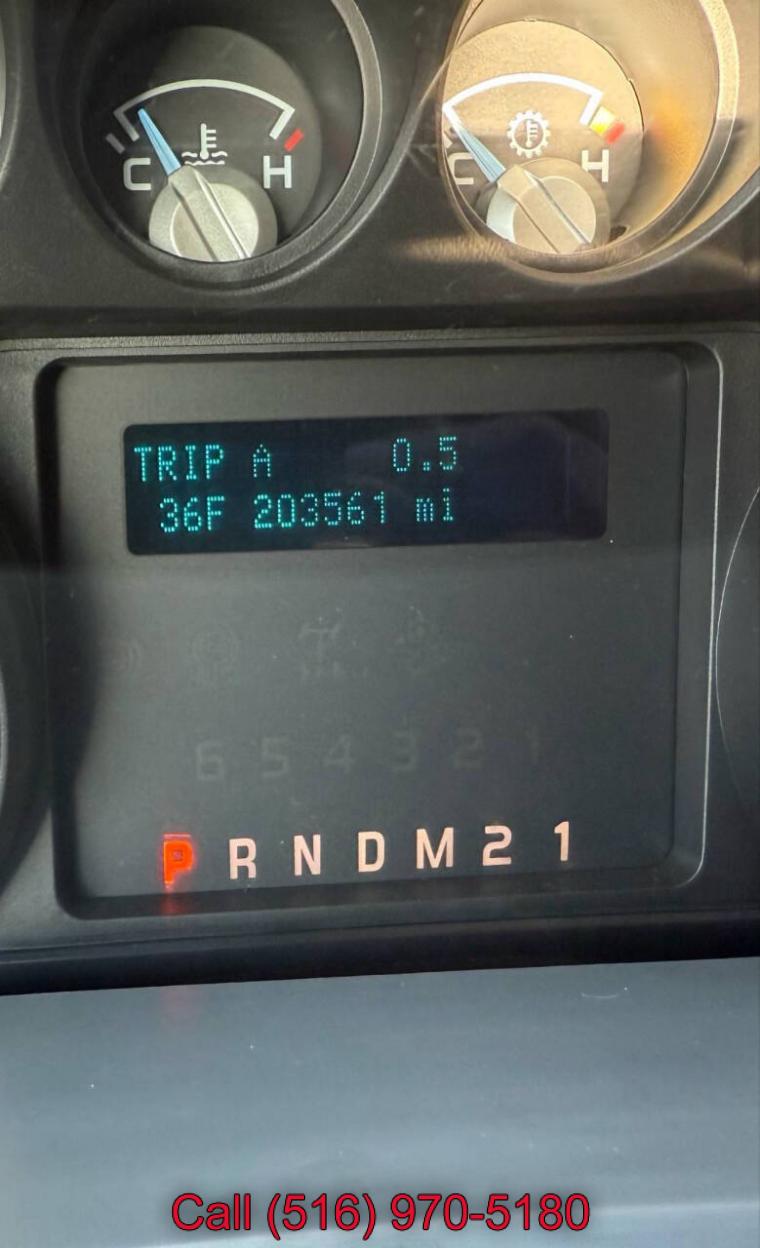 C H
C H
TRIP A 0.5
36F 203561 mi
6 5 4 3 2 1
P R N D M 2 1
Call (516) 970-5180